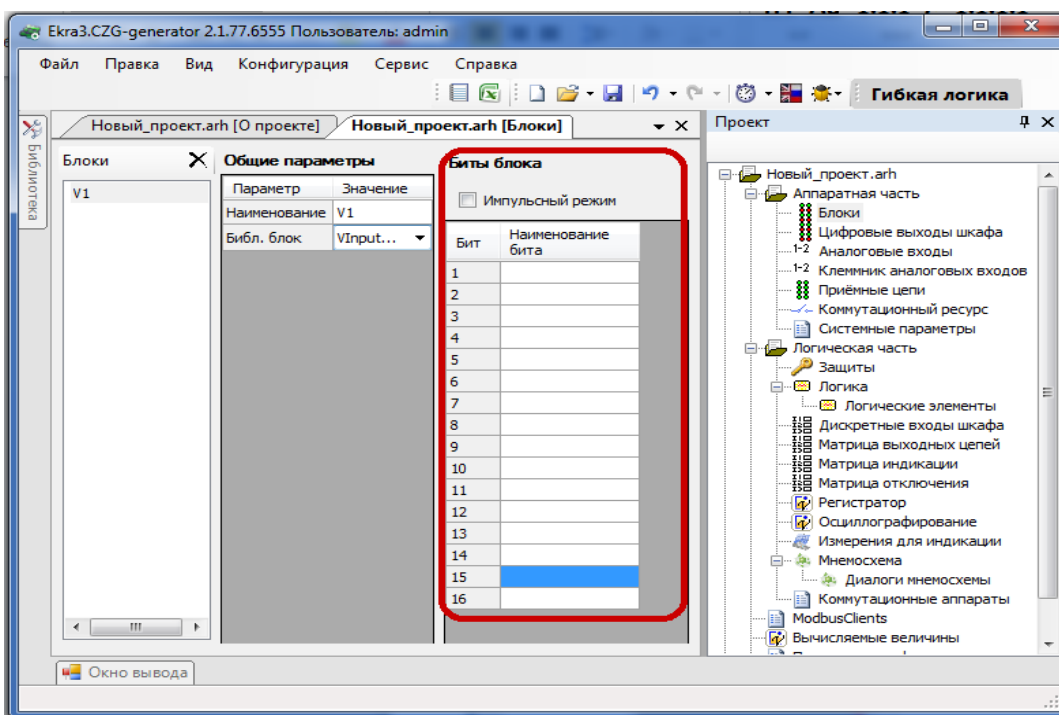 Ekra3.CZG-generator 2.1.77.6555 Пользователь: admin
Файл Правка Вид Конфигурация Сервис Справка
Гибкая логика
Библиотека
Новый_проект.arh [О проекте]
Новый_проект.arh [Блоки]
Блоки
V1
Общие параметры
Параметр Значение
Наименование V1
Библ. блок VInput...
Биты блока
Импульсный режим
Бит Наименование бита
1
2
3
4
5
6
7
8
9
10
11
12
13
14
15
16
Проект
Новый_проект.arh
Аппаратная часть
Блоки
Цифровые выходы шкафа
1-2 Аналоговые входы
1-2 Клеммник аналоговых входов
Приёмные цепи
Коммутационный ресурс
Системные параметры
Логическая часть
Защиты
Логика
Логические элементы
Дискретные входы шкафа
Матрица выходных цепей
Матрица индикации
Матрица отключения
Регистратор
Осциллографирование
Измерения для индикации
Мнемосхема
Диалоги мнемосхемы
Коммутационные аппараты
ModbusClients
Вычисляемые величины
Окно вывода